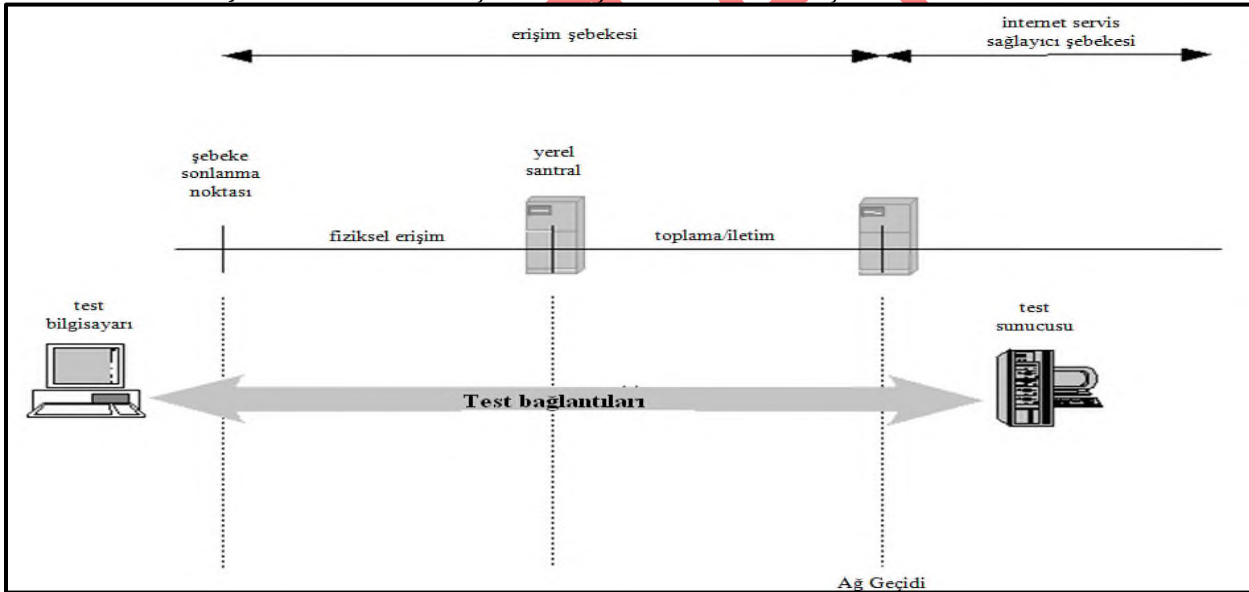 erişim şebekesi
internet servis
sağlayıcı şebekesi
şebeke
sonlanma
noktası
yerel
santral
fiziksel erişim
toplama/iletim
test
bilgisayarı
test
sunucusu
Test bağlantıları
Ağ Geçidi